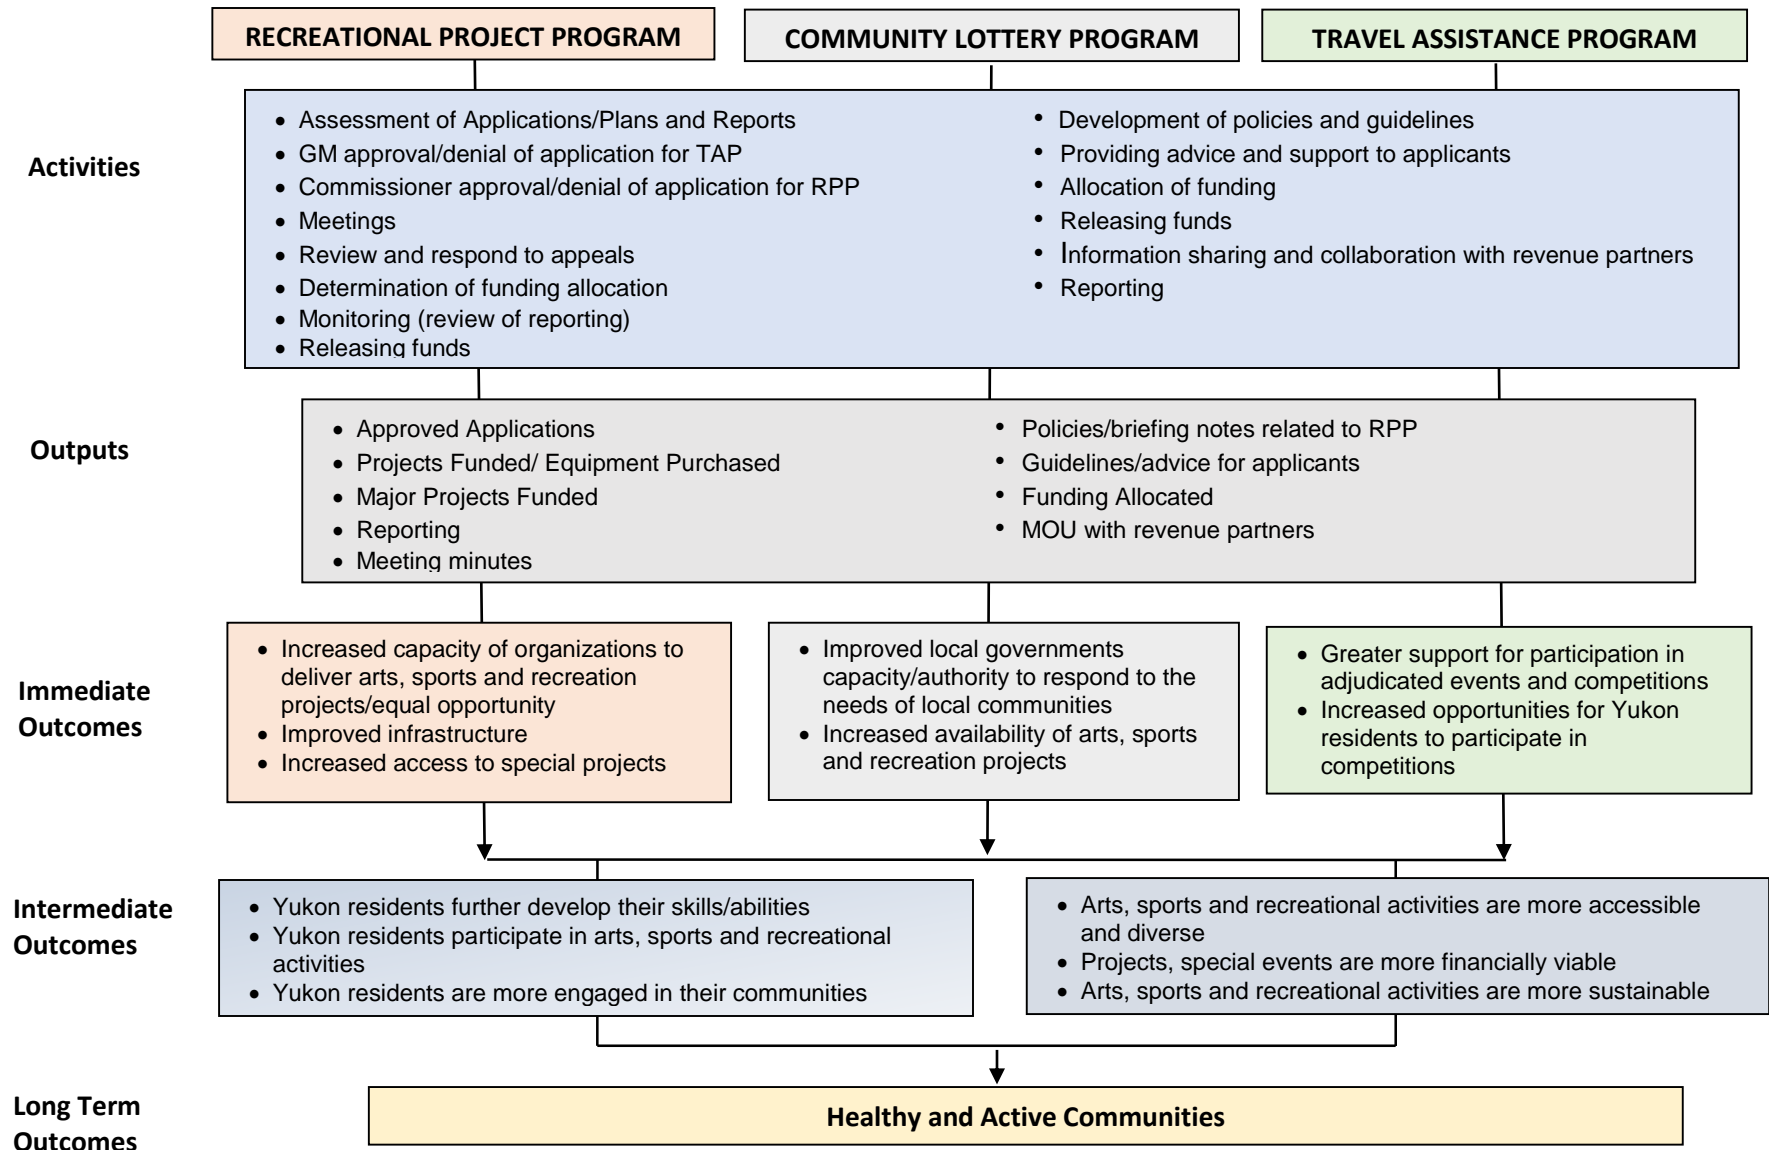 RECREATIONAL PROJECT PROGRAM
COMMUNITY LOTTERY PROGRAM
TRAVEL ASSISTANCE PROGRAM
Activities
• Assessment of Applications/Plans and Reports
• GM approval/denial of application for TAP
• Commissioner approval/denial of application for RPP
• Meetings
• Review and respond to appeals
• Determination of funding allocation
• Monitoring (review of reporting)
• Releasing funds
• Development of policies and guidelines
• Providing advice and support to applicants
• Allocation of funding
• Releasing funds
• Information sharing and collaboration with revenue partners
• Reporting
Outputs
• Approved Applications
• Projects Funded/ Equipment Purchased
• Major Projects Funded
• Reporting
• Meeting minutes
• Policies/briefing notes related to RPP
• Guidelines/advice for applicants
• Funding Allocated
• MOU with revenue partners
Immediate
Outcomes
• Increased capacity of organizations to
deliver arts, sports and recreation
projects/equal opportunity
• Improved infrastructure
• Increased access to special projects
• Improved local governments
capacity/authority to respond to the
needs of local communities
• Increased availability of arts, sports
and recreation projects
• Greater support for participation in
adjudicated events and competitions
• Increased opportunities for Yukon
residents to participate in
competitions
Intermediate
Outcomes
• Yukon residents further develop their skills/abilities
• Yukon residents participate in arts, sports and recreational
activities
• Yukon residents are more engaged in their communities
• Arts, sports and recreational activities are more accessible
and diverse
• Projects, special events are more financially viable
• Arts, sports and recreational activities are more sustainable
Long Term
Outcomes
Healthy and Active Communities